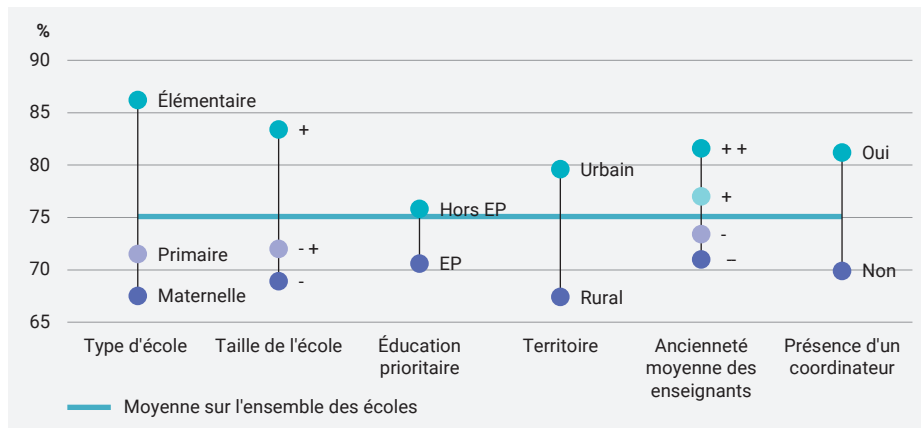 %
90
85
80
75
70
65
Élémentaire
Primaire
Maternelle
+
- +
-
Hors EP
EP
Urbain
Rural
+ +
+
-
–
Oui
Non
Type d'école
Taille de l'école
Éducation
prioritaire
Territoire
Ancienneté
moyenne des
enseignants
Présence d'un
coordinateur
Moyenne sur l'ensemble des écoles